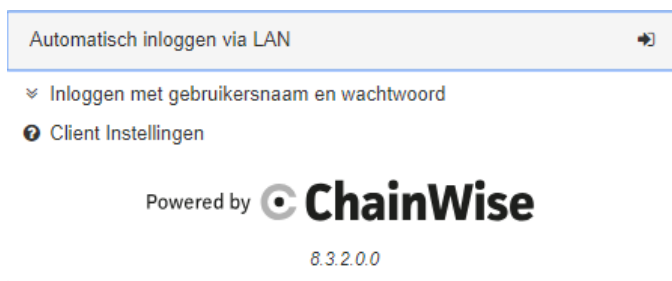 Automatisch inloggen via LAN
Inloggen met gebruikersnaam en wachtwoord
Client Instellingen
Powered by ChainWise
8.3.2.0.0